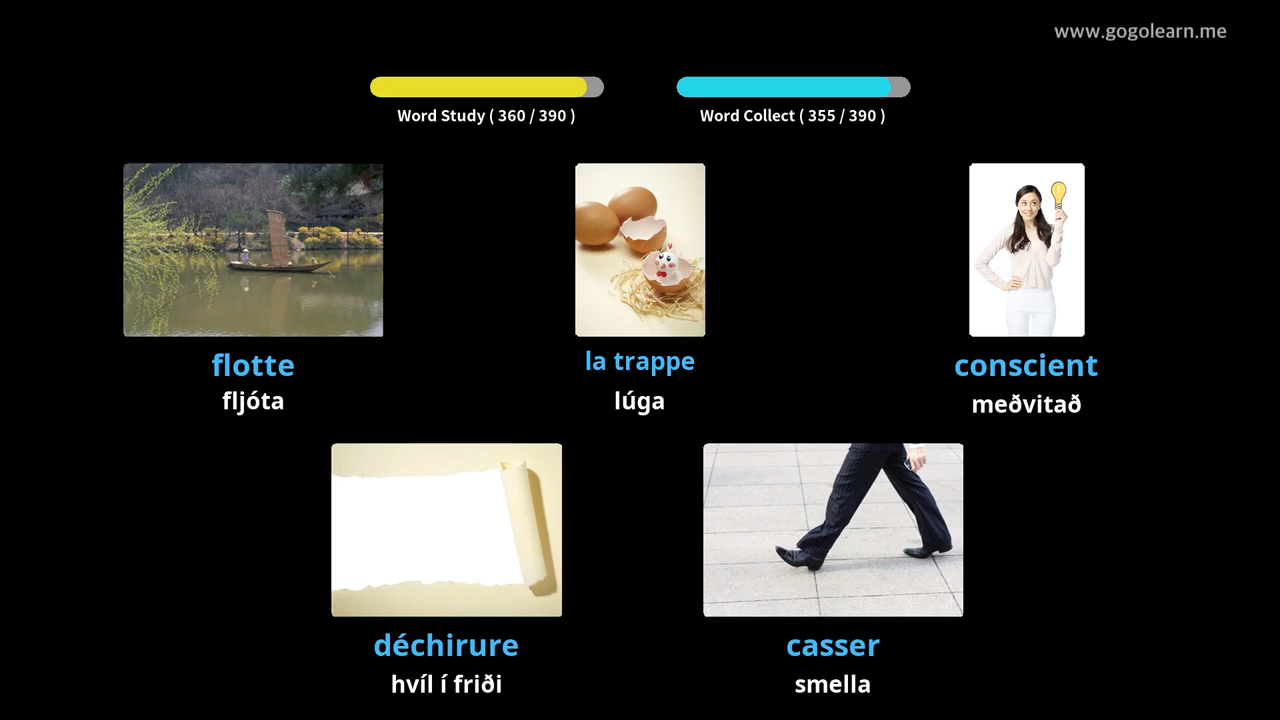 www.gogolearn.me
Word Study ( 360 / 390 )
Word Collect ( 355 / 390 )
flotte
fljóta
la trappe
lúga
conscient
meðvitað
déchirure
hvíl í friði
casser
smella